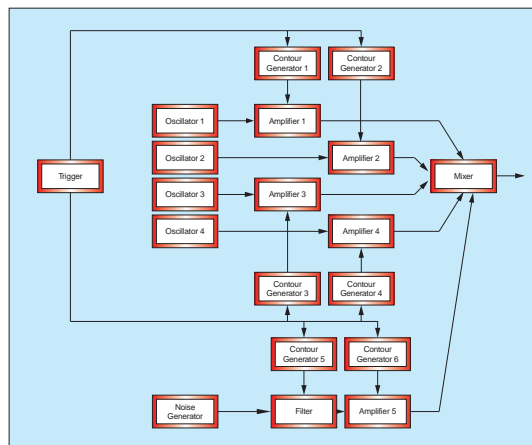 Contour
Generator 1
Contour
Generator 2
Oscillator 1
Amplifier 1
Oscillator 2
Amplifier 2
Trigger
Mixer
Oscillator 3
Amplifier 3
Oscillator 4
Amplifier 4
Contour
Generator 3
Contour
Generator 4
Contour
Generator 5
Contour
Generator 6
Noise
Generator
Filter
Amplifier 5